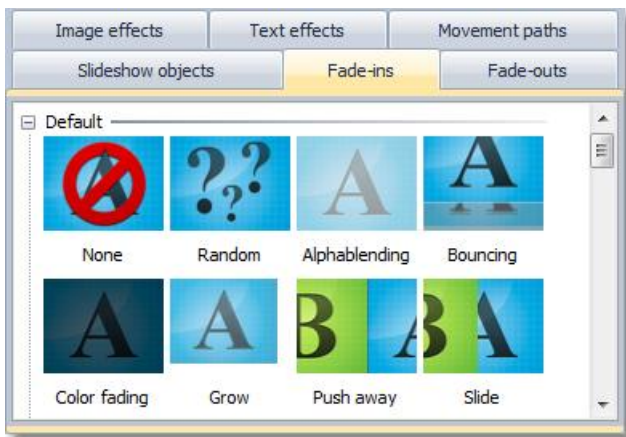 Image effects Text effects Movement paths
Slideshow objects Fade-ins Fade-outs
Default
A ??? A A
None Random Alphablending Bouncing
A A B A B A
Color fading Grow Push away Slide